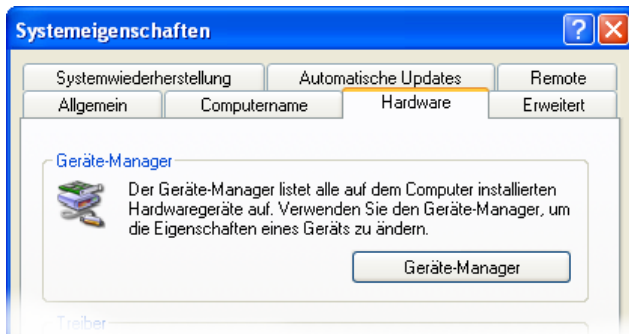 Systemeigenschaften
Systemwiederherstellung Automatische Updates Remote
Allgemein Computername Hardware Erweitert
Geräte-Manager
Der Geräte-Manager listet alle auf dem Computer installierten
Hardwaregeräte auf. Verwenden Sie den Geräte-Manager, um
die Eigenschaften eines Geräts zu ändern.
Geräte-Manager
Treiber